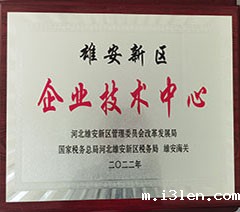 雄安新区
企业技术中心
河北雄安新区管理委员会改革发展局
国家税务总局河北雄安新区税务局 雄安海关
二〇二二年
m.i3len.com